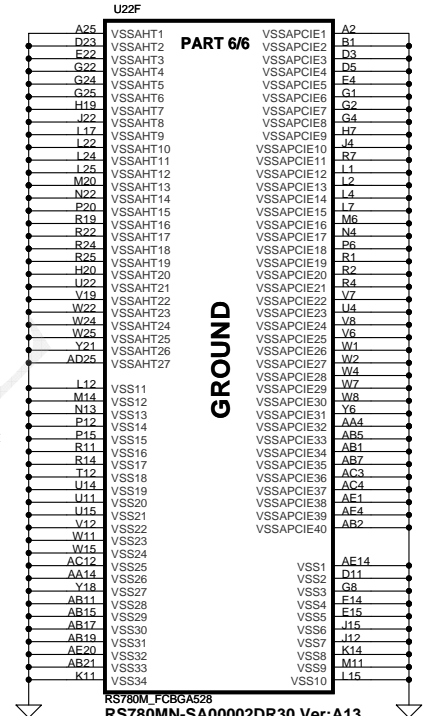 U22F
PART 6/6
A25 VSSAHT1 VSSAPCIE1 A2
D23 VSSAHT2 VSSAPCIE2 B1
E22 VSSAHT3 VSSAPCIE3 D3
G22 VSSAHT4 VSSAPCIE4 D5
G24 VSSAHT5 VSSAPCIE5 E4
G25 VSSAHT6 VSSAPCIE6 G1
H19 VSSAHT7 VSSAPCIE7 G2
J22 VSSAHT8 VSSAPCIE8 G4
L17 VSSAHT9 VSSAPCIE9 H7
L22 VSSAHT10 VSSAPCIE10 J4
L24 VSSAHT11 VSSAPCIE11 R7
L25 VSSAHT12 VSSAPCIE12 L1
M20 VSSAHT13 VSSAPCIE13 L2
N22 VSSAHT14 VSSAPCIE14 L4
P20 VSSAHT15 VSSAPCIE15 L7
R19 VSSAHT16 VSSAPCIE16 M6
R22 VSSAHT17 VSSAPCIE17 N4
R24 VSSAHT18 VSSAPCIE18 P6
R25 VSSAHT19 VSSAPCIE19 R1
H20 VSSAHT20 VSSAPCIE20 R2
U22 VSSAHT21 VSSAPCIE21 R4
V19 VSSAHT22 VSSAPCIE22 V7
W22 VSSAHT23 VSSAPCIE23 U4
W24 VSSAHT24 VSSAPCIE24 V8
W25 VSSAHT25 VSSAPCIE25 V6
Y21 VSSAHT26 VSSAPCIE26 W1
AD25 VSSAHT27 VSSAPCIE27 W2
VSSAPCIE28 W4
L12 VSS11 VSSAPCIE29 W7
M14 VSS12 VSSAPCIE30 W8
N13 VSS13 VSSAPCIE31 Y6
P12 VSS14 VSSAPCIE32 AA4
P15 VSS15 VSSAPCIE33 AB5
R11 VSS16 VSSAPCIE34 AB1
R14 VSS17 VSSAPCIE35 AB7
T12 VSS18 VSSAPCIE36 AC3
U14 VSS19 VSSAPCIE37 AC4
U11 VSS20 VSSAPCIE38 AE1
U15 VSS21 VSSAPCIE39 AE4
V12 VSS22 VSSAPCIE40 AB2
W11 VSS23
W15 VSS24
AC12 VSS25 VSS1 AE14
AA14 VSS26 VSS2 D11
Y18 VSS27 VSS3 G8
AB11 VSS28 VSS4 E14
AB15 VSS29 VSS5 E15
AB17 VSS30 VSS6 J15
AB19 VSS31 VSS7 J12
AE20 VSS32 VSS8 K14
AB21 VSS33 VSS9 M11
K11 VSS34 VSS10 L15
GROUND
RS780M_FCBGA528
RS780MN-SA00002DR30 Ver:A13